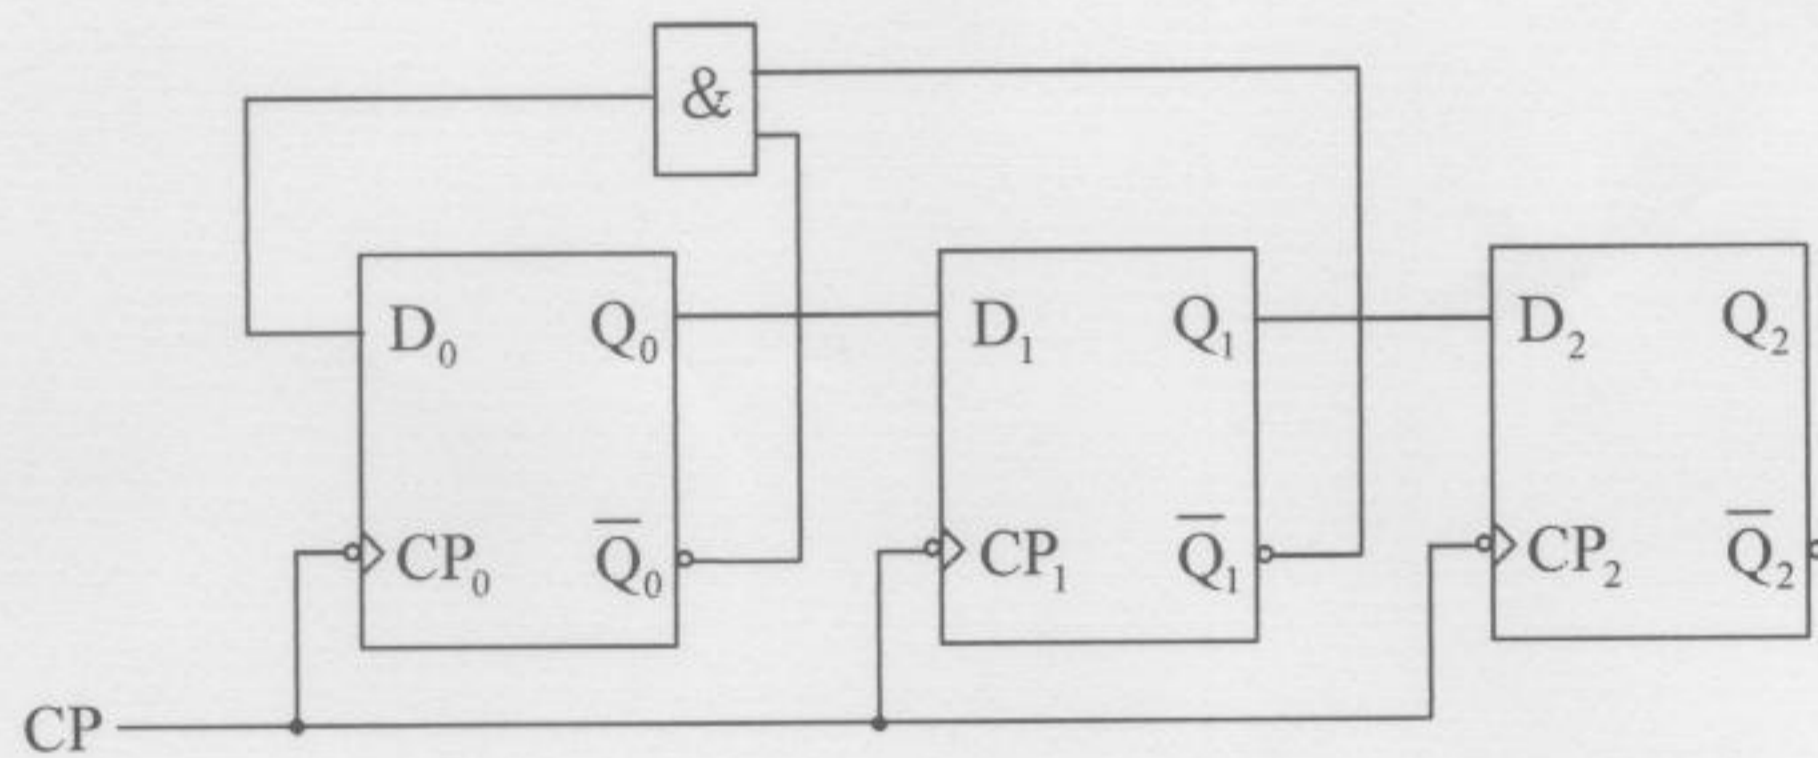 &
D₀ Q₀ D₁ Q₁ D₂ Q₂
CP₀ Q̅₀ CP₁ Q̅₁ CP₂ Q̅₂
CP